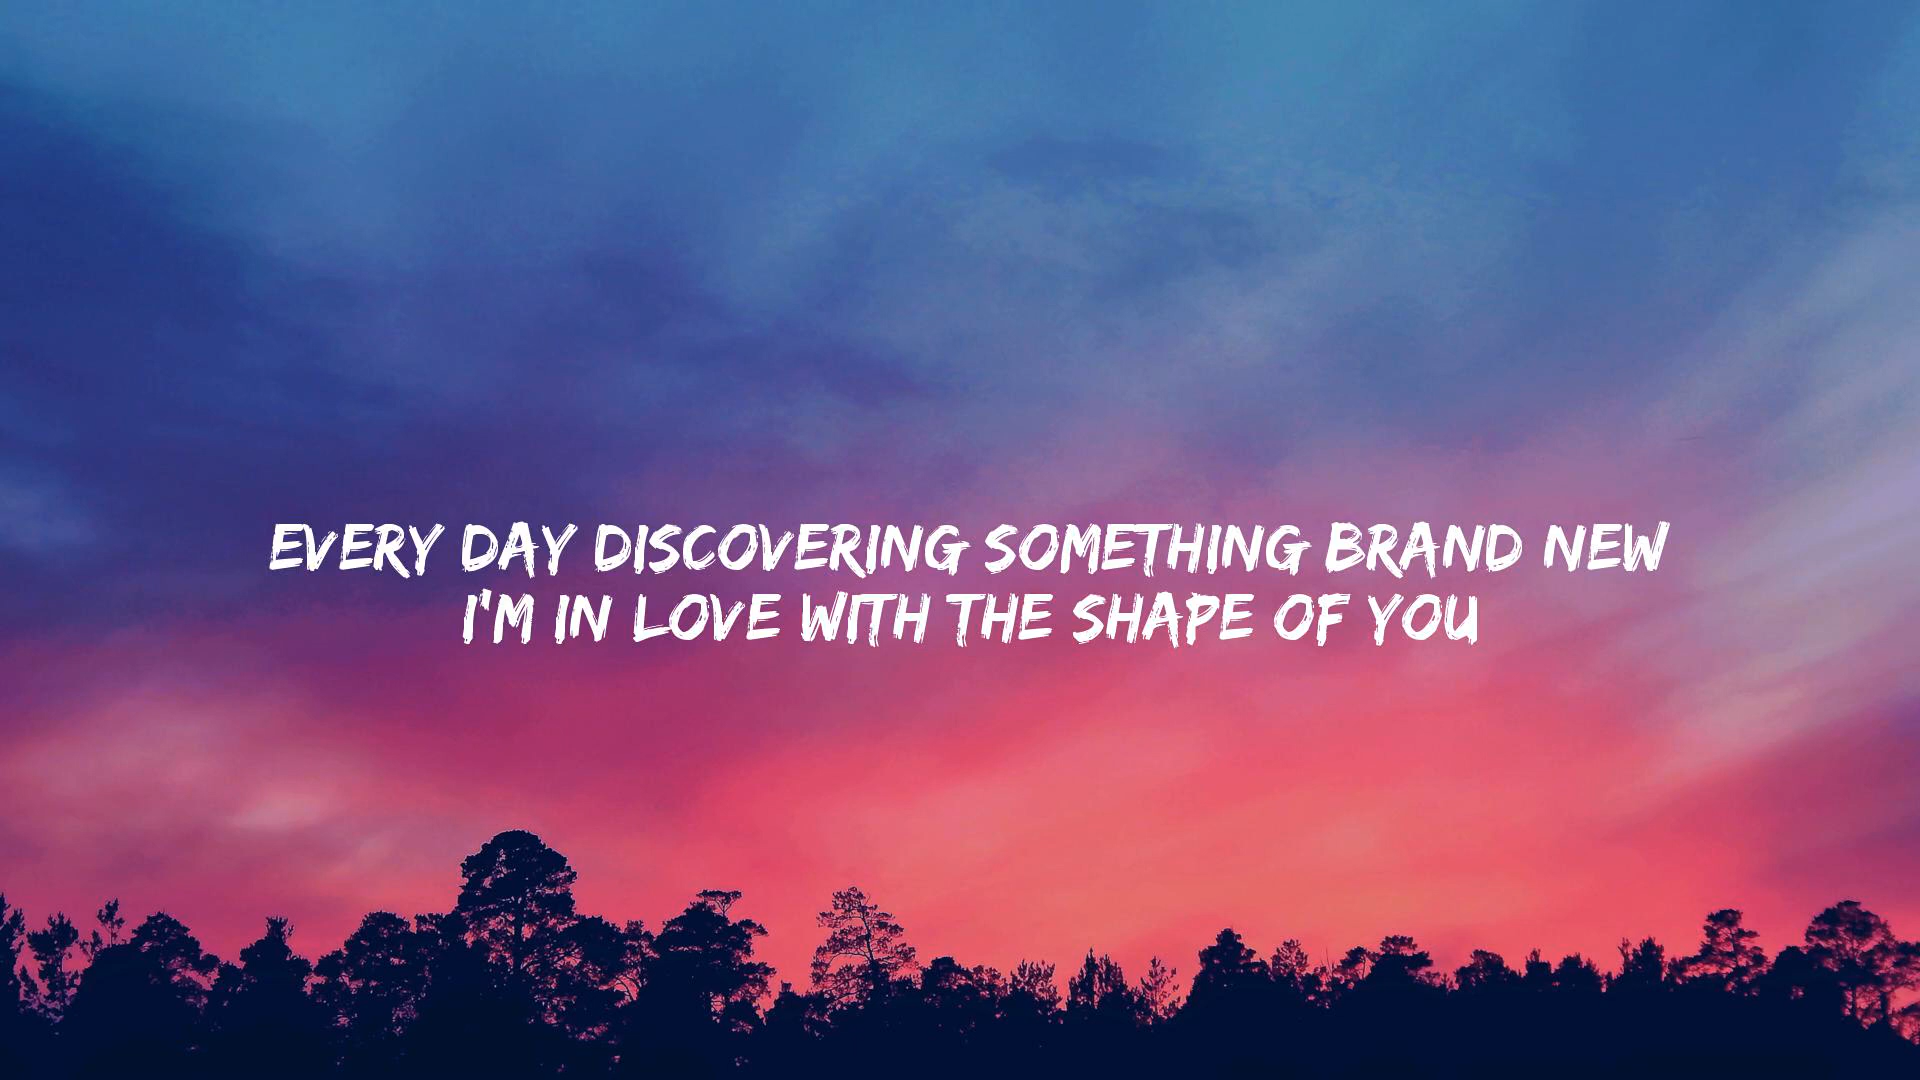 EVERY DAY DISCOVERING SOMETHING BRAND NEW
I'M IN LOVE WITH THE SHAPE OF YOU